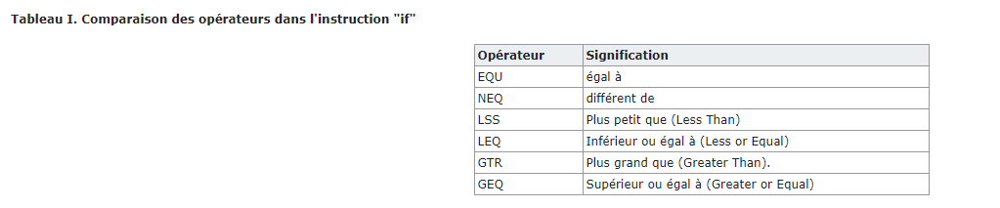 Tableau I. Comparaison des opérateurs dans l'instruction "if"
Opérateur Signification
EQU égal à
NEQ différent de
LSS Plus petit que (Less Than)
LEQ Inférieur ou égal à (Less or Equal)
GTR Plus grand que (Greater Than).
GEQ Supérieur ou égal à (Greater or Equal)